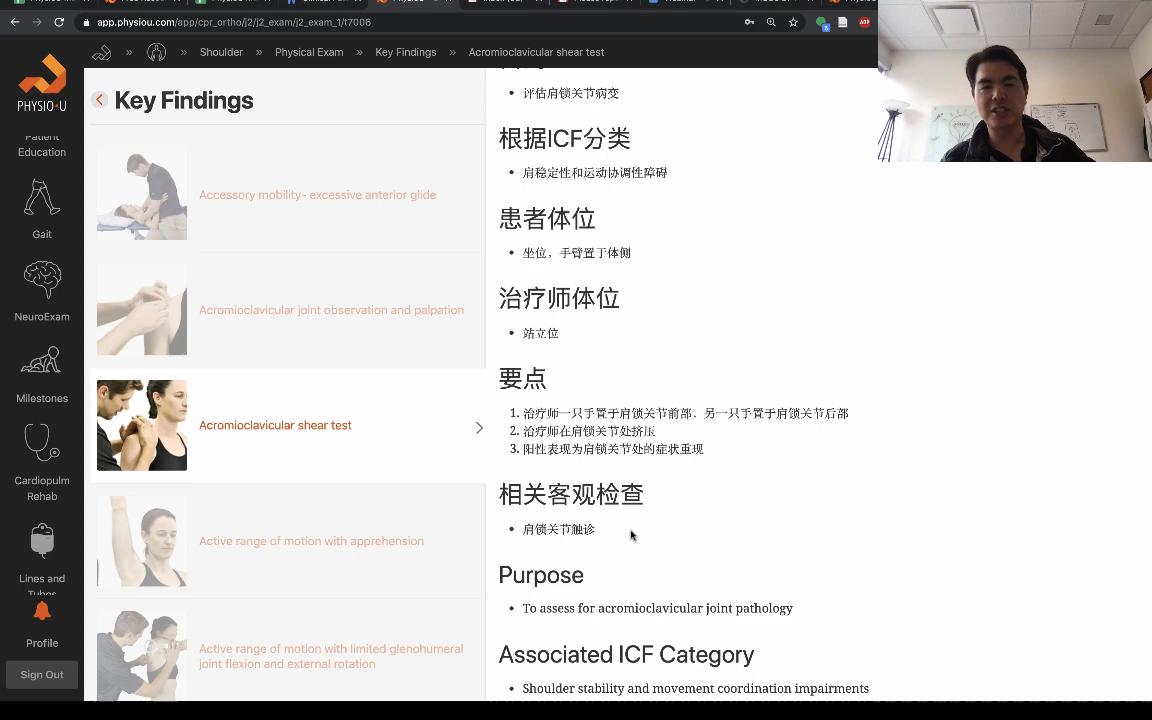 app.physiou.com/app/cpr_ortho/j2/j2_exam/j2_exam_1/t7006
PHYSIO·U
Shoulder » Physical Exam » Key Findings » Acromioclavicular shear test
Patient
Education
Gait
NeuroExam
Milestones
Cardiopulm
Rehab
Lines and
Tubes
Profile
Sign Out
Key Findings
Accessory mobility- excessive anterior glide
Acromioclavicular joint observation and palpation
Acromioclavicular shear test
Active range of motion with apprehension
Active range of motion with limited glenohumeral
joint flexion and external rotation
• 评估肩锁关节病变
根据ICF分类
• 肩稳定性和运动协调性障碍
患者体位
• 坐位，手臂置于体侧
治疗师体位
• 站立位
要点
1. 治疗师一只手置于肩锁关节前部，另一只手置于肩锁关节后部
2. 治疗师在肩锁关节处挤压
3. 阳性表现为肩锁关节处的症状重现
相关客观检查
• 肩锁关节触诊
Purpose
• To assess for acromioclavicular joint pathology
Associated ICF Category
• Shoulder stability and movement coordination impairments